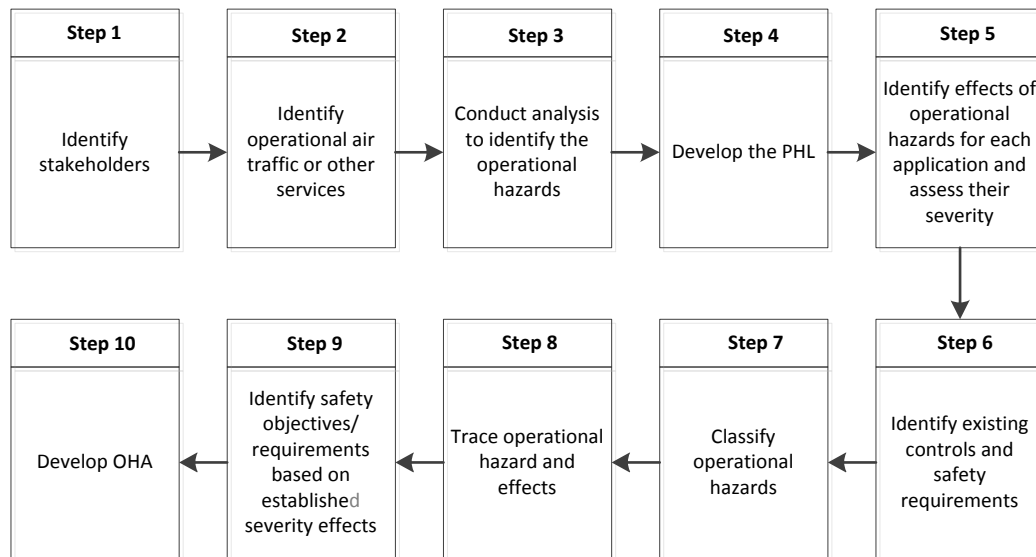 Step 1
Identify
stakeholders
Step 2
Identify
operational air
traffic or other
services
Step 3
Conduct analysis
to identify the
operational
hazards
Step 4
Develop the PHL
Step 5
Identify effects of
operational
hazards for each
application and
assess their
severity
Step 6
Identify existing
controls and
safety
requirements
Step 7
Classify
operational
hazards
Step 8
Trace operational
hazard and
effects
Step 9
Identify safety
objectives/
requirements
based on
established
severity effects
Step 10
Develop OHA